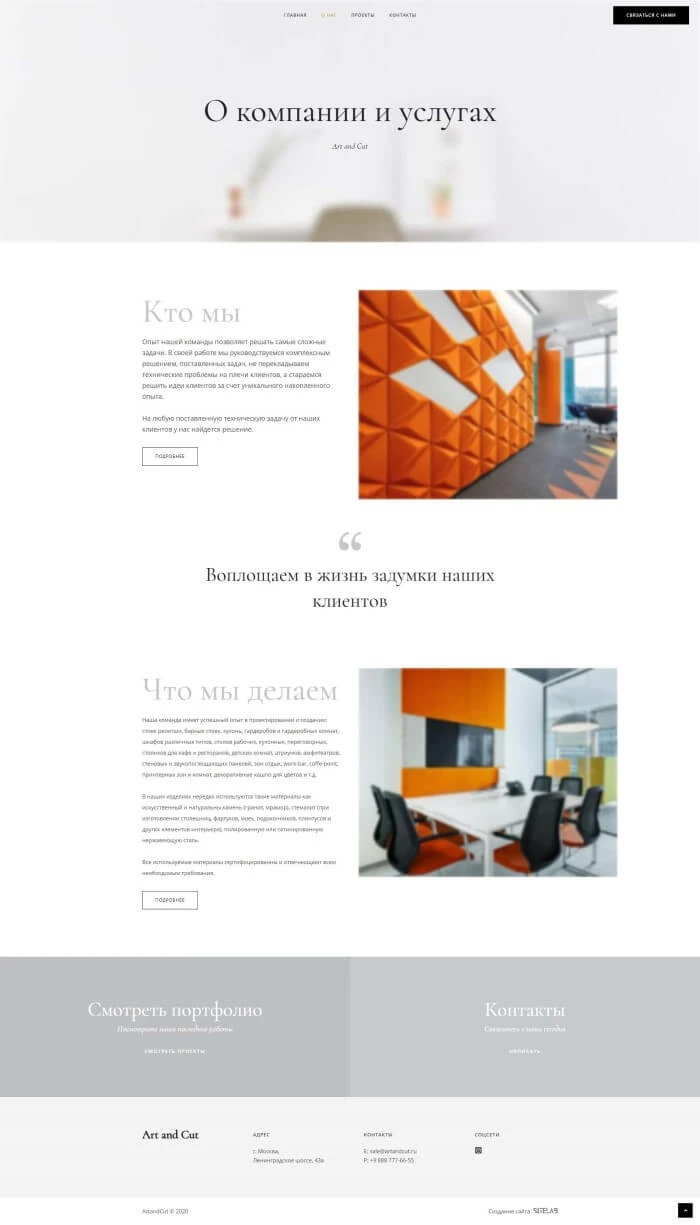 ГЛАВНАЯ О НАС ПРОЕКТЫ КОНТАКТЫ
СВЯЗАТЬСЯ С НАМИ
О компании и услугах
Art and Cut
Кто мы
Опыт нашей команды позволяет решать самые сложные
задачи. В своей работе мы руководствуемся комплексным
решением, поставленных задач, не перекладываем
технические проблемы на плечи клиентов, а стараемся
решить идеи клиентов за счет уникального накопленного
опыта.
На любую поставленную техническую задачу от наших
клиентов у нас найдется решение.
ПОДРОБНЕЕ
“
Воплощаем в жизнь задумки наших
клиентов
Что мы делаем
Наша команда имеет успешный опыт в проектировании и создании:
стоек ресепшн, барных стоек, кухонь, гардеробов и гардеробных комнат,
шкафов различных типов, столов рабочих, кухонных, переговорных,
столиков для кафе и ресторанов, детских комнат, атриумов, амфитеатров,
стеновых и звукопоглощающих панелей, зон отдых, work bar, coffe-point,
принтерных зон и комнат, декоративные кашпо для цветов и т.д.
В наших изделиях нередко используются такие материалы как
искусственный и натуральны камень (гранит, мрамор), стемалит (при
изготовлении столешниц, фартуков, моек, подоконников, плинтусов и
других элементов интерьера), полированную или сатинированную
нержавеющую сталь.
Все используемые материалы сертифицированны и отвечающают всем
необходимым требования.
ПОДРОБНЕЕ
Смотреть портфолио
наши последние работы
СМОТРЕТЬ ПРОЕКТЫ
Контакты
Свяжитесь с нами сегодня
НАПИСАТЬ
Art and Cut
АДРЕС
г. Москва,
Ленинградское шоссе, 43а
КОНТАКТЫ
E: sale@artandcut.ru
P: +9 888 777-66-55
СОЦСЕТИ
ArtandCut © 2020
Создание сайта SITELAB